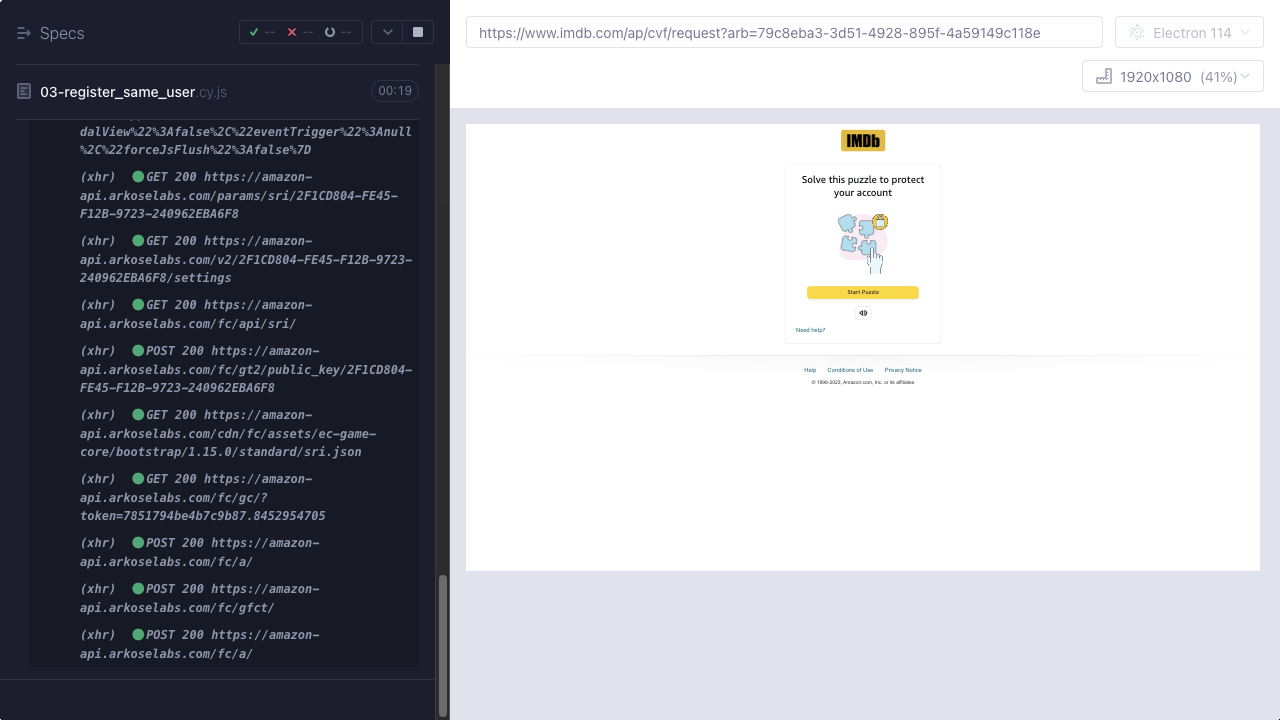 Specs
--
--
--
03-register_same_user.cy.js
00:19
dalView%22%3Afalse%2C%22eventTrigger%22%3Anull
%2C%22forceFlush%22%3Afalse%7D
(xhr) GET 200 https://amazon-
api.arkoselabs.com/params/sri/2F1CD804-FE45-
F12B-9723-240962EBA6F8
(xhr) GET 200 https://amazon-
api.arkoselabs.com/v2/2F1CD804-FE45-F12B-9723-
240962EBA6F8/settings
(xhr) GET 200 https://amazon-
api.arkoselabs.com/fc/api/sri/
(xhr) POST 200 https://amazon-
api.arkoselabs.com/fc/gt2/public_key/2F1CD804-
FE45-F12B-9723-240962EBA6F8
(xhr) GET 200 https://amazon-
api.arkoselabs.com/cdn/fc/assets/ec-game-
core/bootstrap/1.15.0/standard/sri.json
(xhr) GET 200 https://amazon-
api.arkoselabs.com/fc/gc/?
token=7851794be4b7c9b87.8452954705
(xhr) POST 200 https://amazon-
api.arkoselabs.com/fc/a/
(xhr) POST 200 https://amazon-
api.arkoselabs.com/fc/gfct/
(xhr) POST 200 https://amazon-
api.arkoselabs.com/fc/a/
https://www.imdb.com/ap/cvf/request?arb=79c8eba3-3d51-4928-895f-4a59149c118e
Electron 114
1920x1080 (41%)
IMDb
Solve this puzzle to protect
your account
Start Puzzle
Need help?
Help Conditions of Use Privacy Notice
© 1996-2023, Amazon.com, Inc. or its affiliates